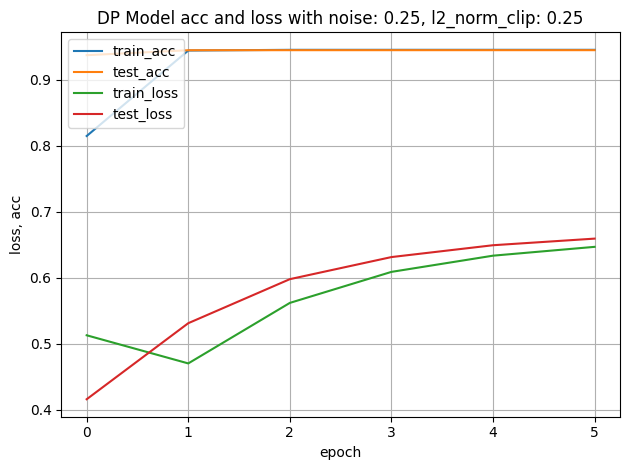 DP Model acc and loss with noise: 0.25, l2_norm_clip: 0.25
train_acc
test_acc
train_loss
test_loss
loss, acc
0.9
0.8
0.7
0.6
0.5
0.4
0 1 2 3 4 5
epoch